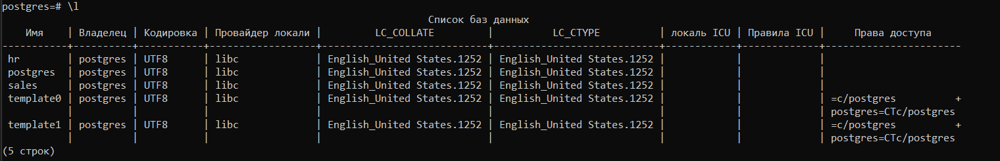 postgres=# \l
                                                                 Список баз данных
    Имя    | Владелец | Кодировка | Провайдер локали |         LC_COLLATE         |          LC_CTYPE          | локаль ICU | Правила ICU |     Права доступа
-----------+----------+-----------+------------------+----------------------------+----------------------------+------------+-------------+-----------------------
 hr        | postgres | UTF8      | libc             | English_United States.1252 | English_United States.1252 |            |             |
 postgres  | postgres | UTF8      | libc             | English_United States.1252 | English_United States.1252 |            |             |
 sales     | postgres | UTF8      | libc             | English_United States.1252 | English_United States.1252 |            |             |
 template0 | postgres | UTF8      | libc             | English_United States.1252 | English_United States.1252 |            |             | =c/postgres          +
           |          |           |                  |                            |                            |            |             | postgres=CTc/postgres
 template1 | postgres | UTF8      | libc             | English_United States.1252 | English_United States.1252 |            |             | =c/postgres          +
           |          |           |                  |                            |                            |            |             | postgres=CTc/postgres
(5 строк)